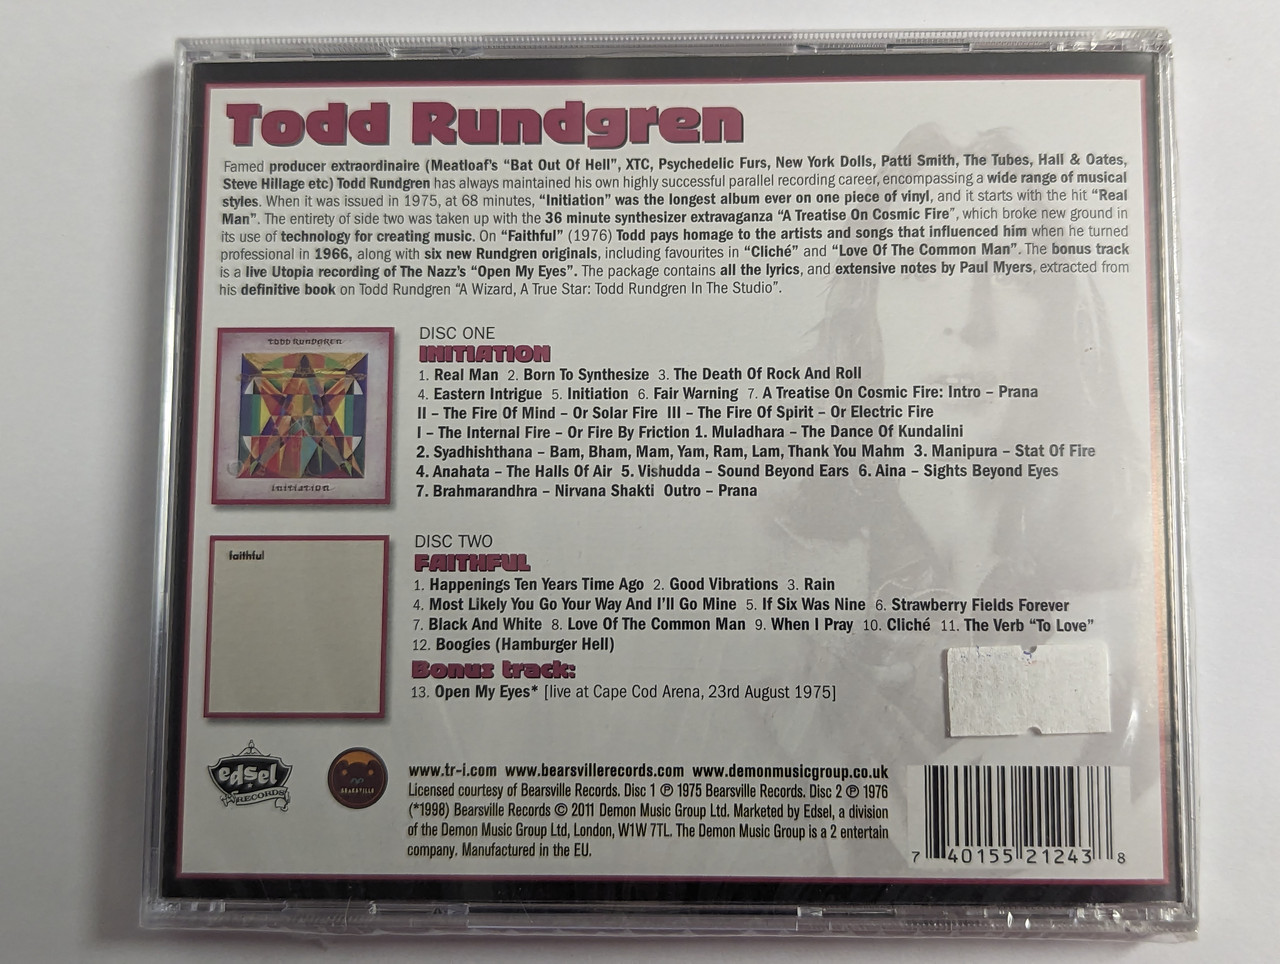 Todd Rundgren
Famed producer extraordinaire (Meatloaf's “Bat Out Of Hell”, XTC, Psychedelic Furs, New York Dolls, Patti Smith, The Tubes, Hall & Oates,
Steve Hillage etc) Todd Rundgren has always maintained his own highly successful parallel recording career, encompassing a wide range of musical
styles. When it was issued in 1975, at 68 minutes, “Initiation” was the longest album ever on one piece of vinyl, and it starts with the hit “Real
Man”. The entirety of side two was taken up with the 36 minute synthesizer extravaganza “A Treatise On Cosmic Fire”, which broke new ground in
its use of technology for creating music. On “Faithful” (1976) Todd pays homage to the artists and songs that influenced him when he turned
professional in 1966, along with six new Rundgren originals, including favourites in “Cliché” and “Love Of The Common Man”. The bonus track
is a live Utopia recording of The Nazz's “Open My Eyes”. The package contains all the lyrics, and extensive notes by Paul Myers, extracted from
his definitive book on Todd Rundgren “A Wizard, A True Star: Todd Rundgren In The Studio”.
TODD RUNDGREN
INITIATION
DISC ONE
INITIATION
1. Real Man 2. Born To Synthesize 3. The Death Of Rock And Roll
4. Eastern Intrigue 5. Initiation 6. Fair Warning 7. A Treatise On Cosmic Fire: Intro – Prana
II – The Fire Of Mind – Or Solar Fire III – The Fire Of Spirit – Or Electric Fire
I – The Internal Fire – Or Fire By Friction 1. Muladhara – The Dance Of Kundalini
2. Syadhishthana – Bam, Bham, Mam, Yam, Ram, Lam, Thank You Mahm 3. Manipura – Stat Of Fire
4. Anahata – The Halls Of Air 5. Vishudda – Sound Beyond Ears 6. Aina – Sights Beyond Eyes
7. Brahmarandhra – Nirvana Shakti Outro – Prana
faithful
DISC TWO
FAITHFUL
1. Happenings Ten Years Time Ago 2. Good Vibrations 3. Rain
4. Most Likely You Go Your Way And I'll Go Mine 5. If Six Was Nine 6. Strawberry Fields Forever
7. Black And White 8. Love Of The Common Man 9. When I Pray 10. Cliché 11. The Verb “To Love”
12. Boogies (Hamburger Hell)
Bonus track:
13. Open My Eyes* [live at Cape Cod Arena, 23rd August 1975]
edsel
RECORDS
BEARSVILLE
www.tr-i.com www.bearsvillerecords.com www.demonmusicgroup.co.uk
Licensed courtesy of Bearsville Records. Disc 1 ℗ 1975 Bearsville Records. Disc 2 ℗ 1976
(*1998) Bearsville Records © 2011 Demon Music Group Ltd. Marketed by Edsel, a division
of the Demon Music Group Ltd, London, W1W 7TL. The Demon Music Group is a 2 entertain
company. Manufactured in the EU.
7 40155 21243 8